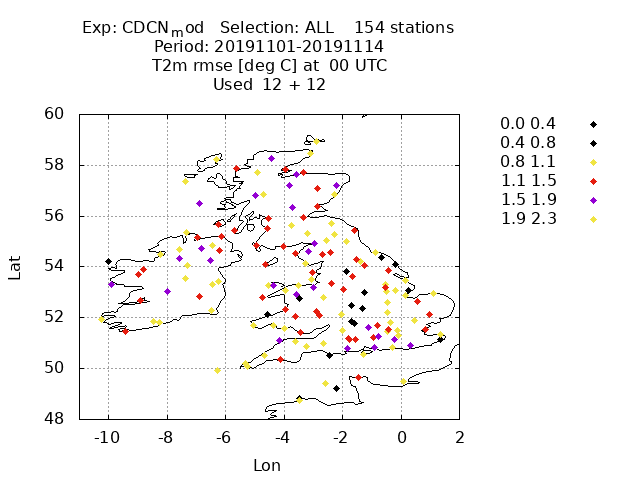 Exp: CDCNmod Selection: ALL 154 stations
Period: 20191101-20191114
T2m rmse [deg C] at 00 UTC
Used 12 + 12
60
58
56
54
52
50
48
Lat
-10 -8 -6 -4 -2 0 2
Lon
0.0 0.4
0.4 0.8
0.8 1.1
1.1 1.5
1.5 1.9
1.9 2.3